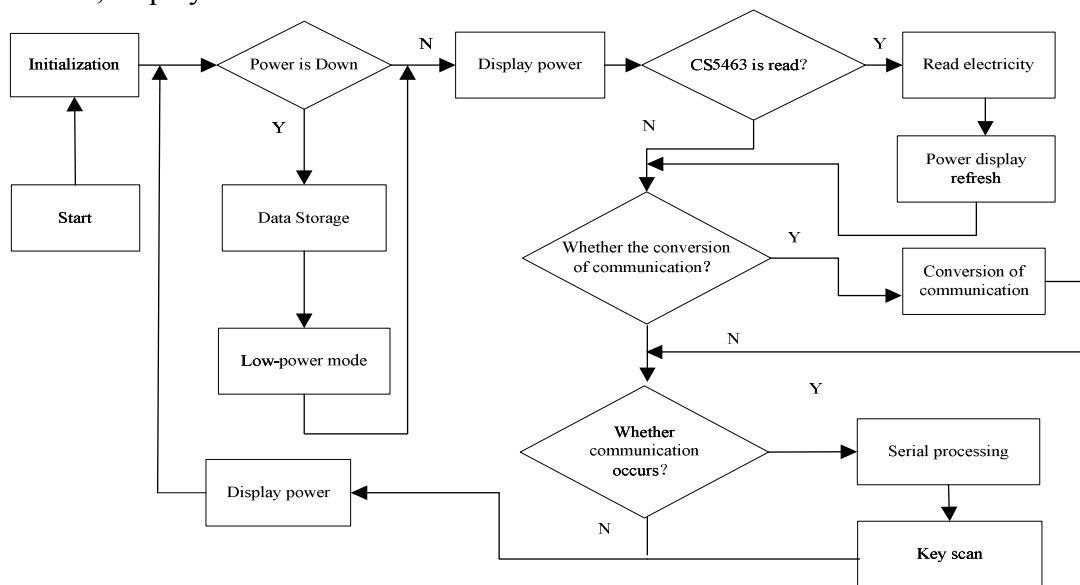 Initialization
Power is Down
N
Display power
CS5463 is read?
Y
Read electricity
Y
N
Power display
refresh
Start
Data Storage
Whether the conversion
of communication?
Y
Conversion of
communication
Low-power mode
N
Y
Whether
communication
occurs?
Serial processing
Display power
N
Key scan